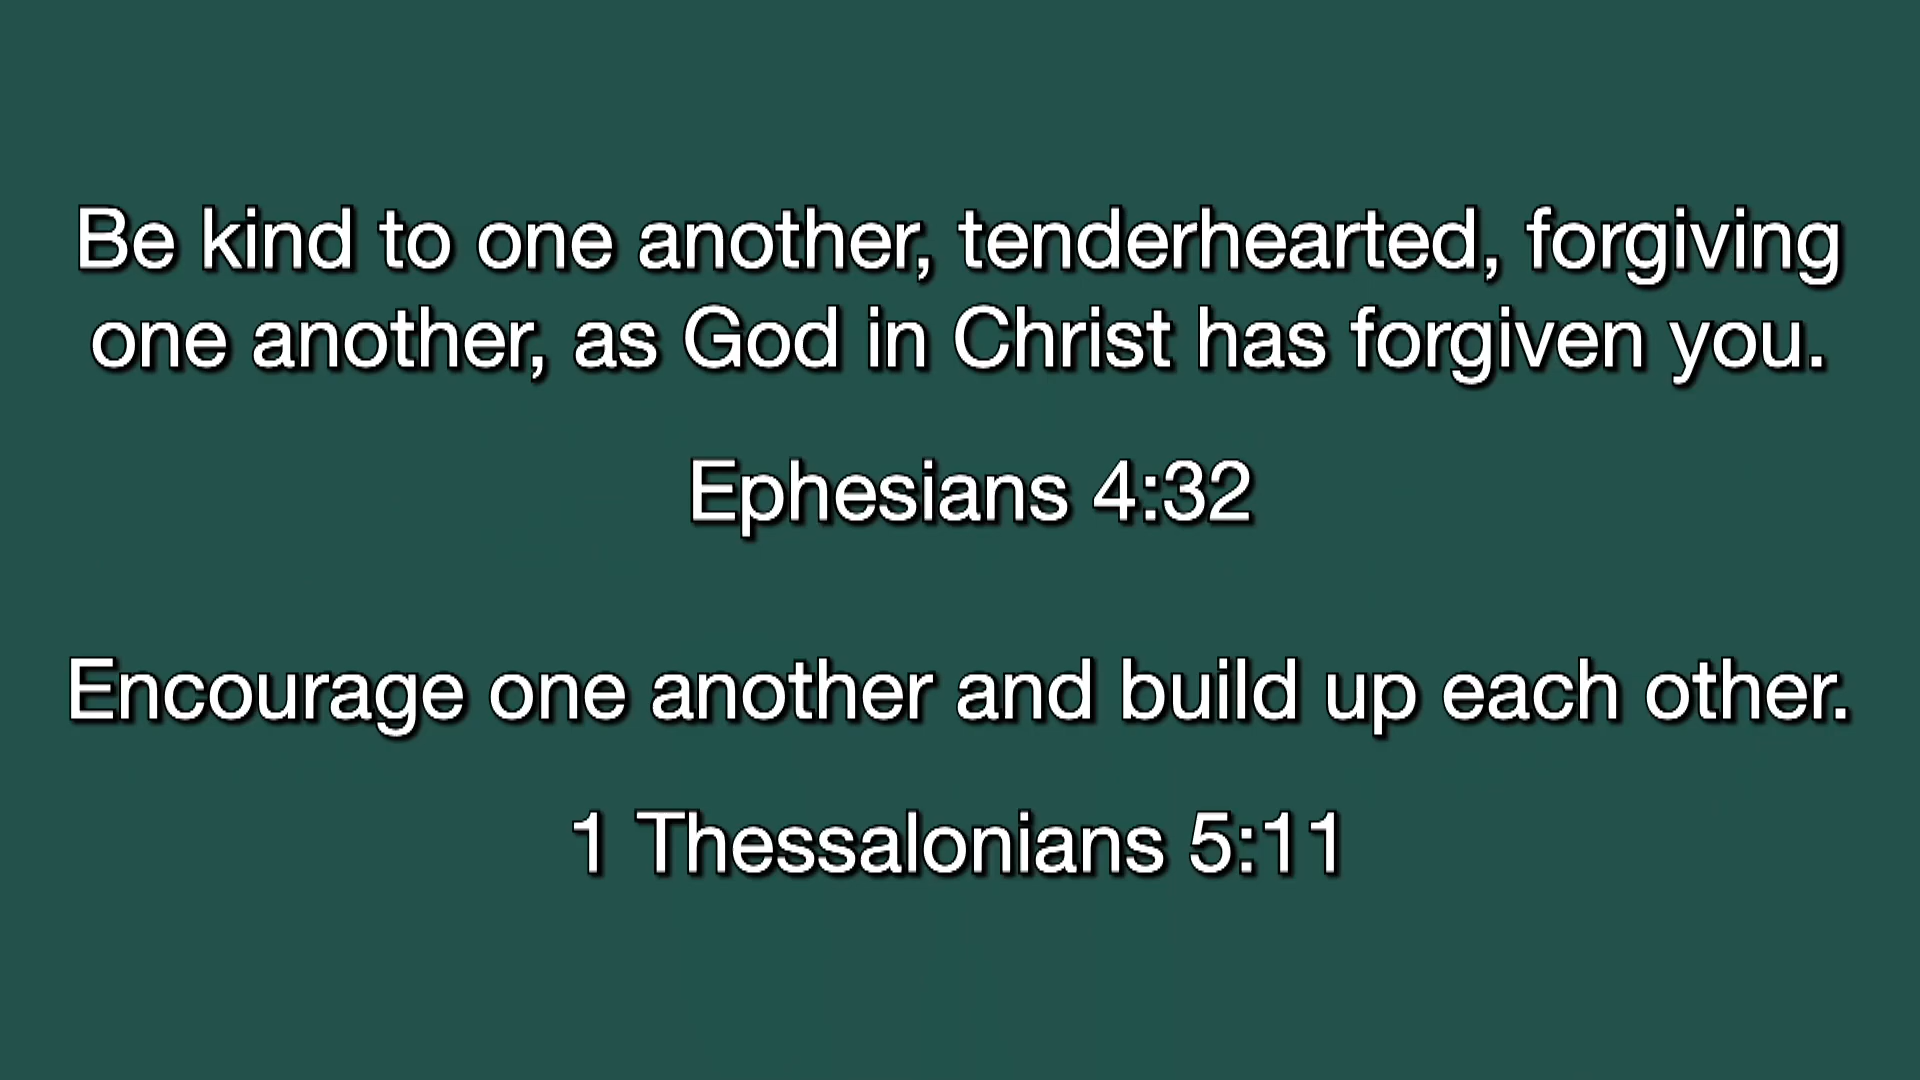 Be kind to one another, tenderhearted, forgiving
one another, as God in Christ has forgiven you.
Ephesians 4:32
Encourage one another and build up each other.
1 Thessalonians 5:11